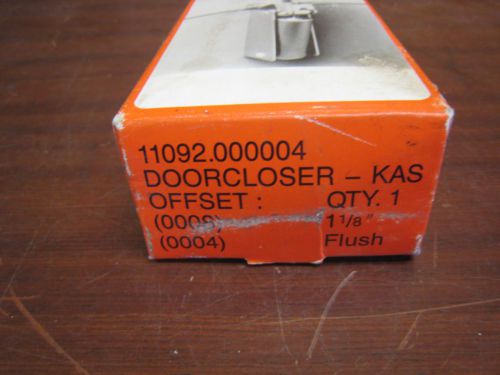 11092.000004
DOORCLOSER – KAS
OFFSET : QTY. 1
1 1/8"
(0004) Flush